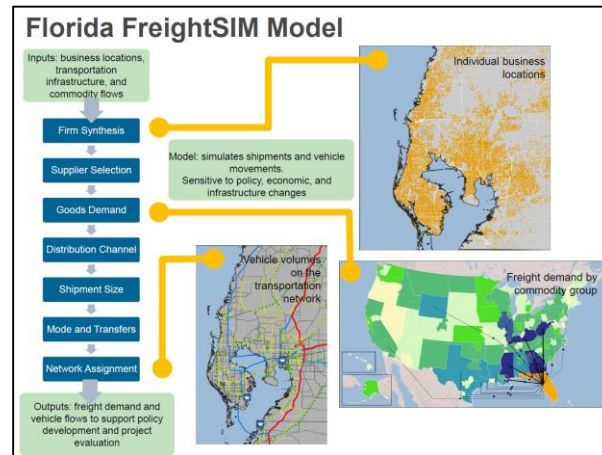 Florida FreightSIM Model
Inputs: business locations,
transportation
infrastructure, and
commodity flows
Firm Synthesis
Supplier Selection
Goods Demand
Distribution Channel
Shipment Size
Mode and Transfers
Network Assignment
Outputs: freight demand and
vehicle flows to support policy
development and project
evaluation
Model: simulates shipments and vehicle
movements.
Sensitive to policy, economic, and
infrastructure changes
Individual business
locations
Vehicle volumes
on the
transportation
network
Freight demand by
commodity group